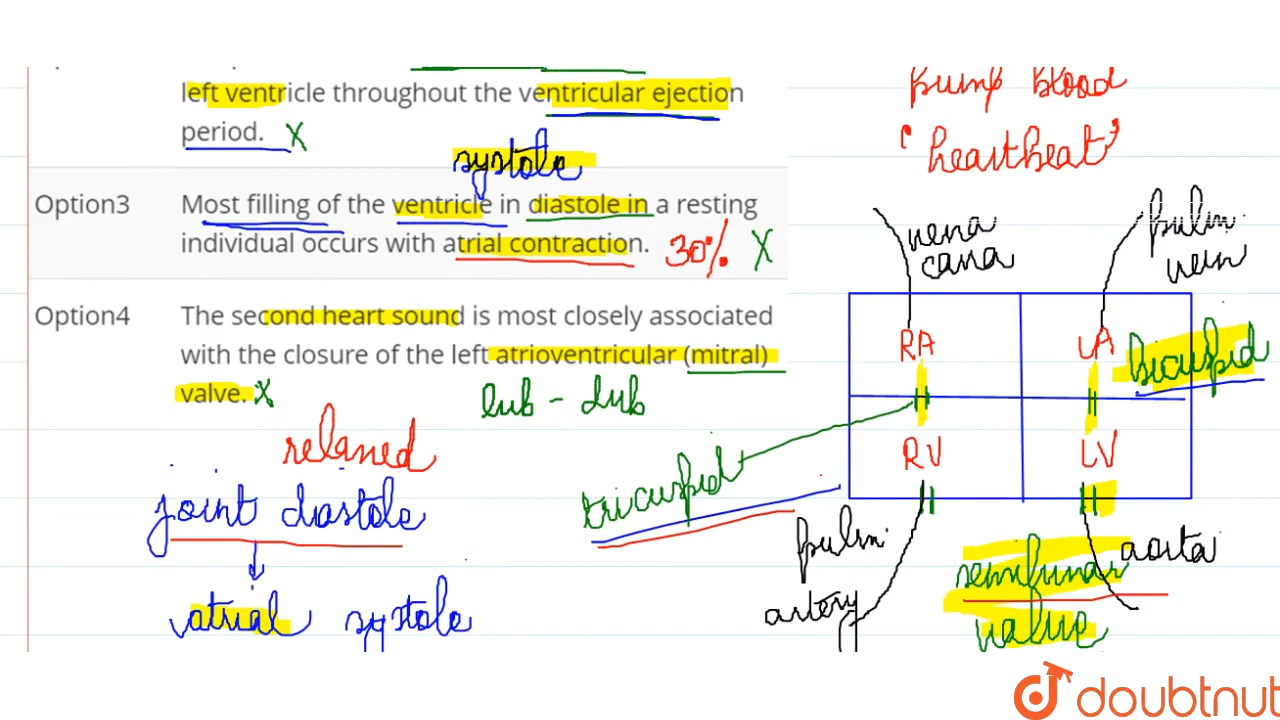 left ventricle throughout the ventricular ejection
period. X
systole
Option3 Most filling of the ventricle in diastole in a resting
individual occurs with atrial contraction. 30% X
Option4 The second heart sound is most closely associated
with the closure of the left atrioventricular (mitral)
valve. X
lub - dub
relaxed
joint diastole
atrial systole
tricuspid
pump blood
"heartbeat"
vena
cava
pulm.
vein
RA
LA
bicuspid
RV
LV
pulm.
artery
aorta
semilunar
valve
doubtnut